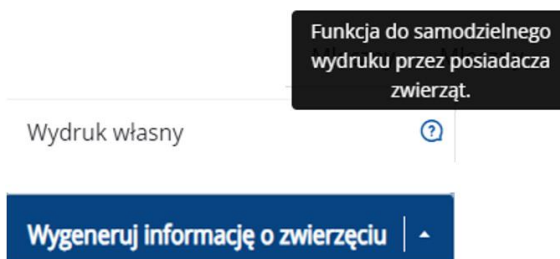 Funkcja do samodzielnego
wydruku przez posiadacza
zwierząt.
Wydruk własny
Wygeneruj informację o zwierzęciu